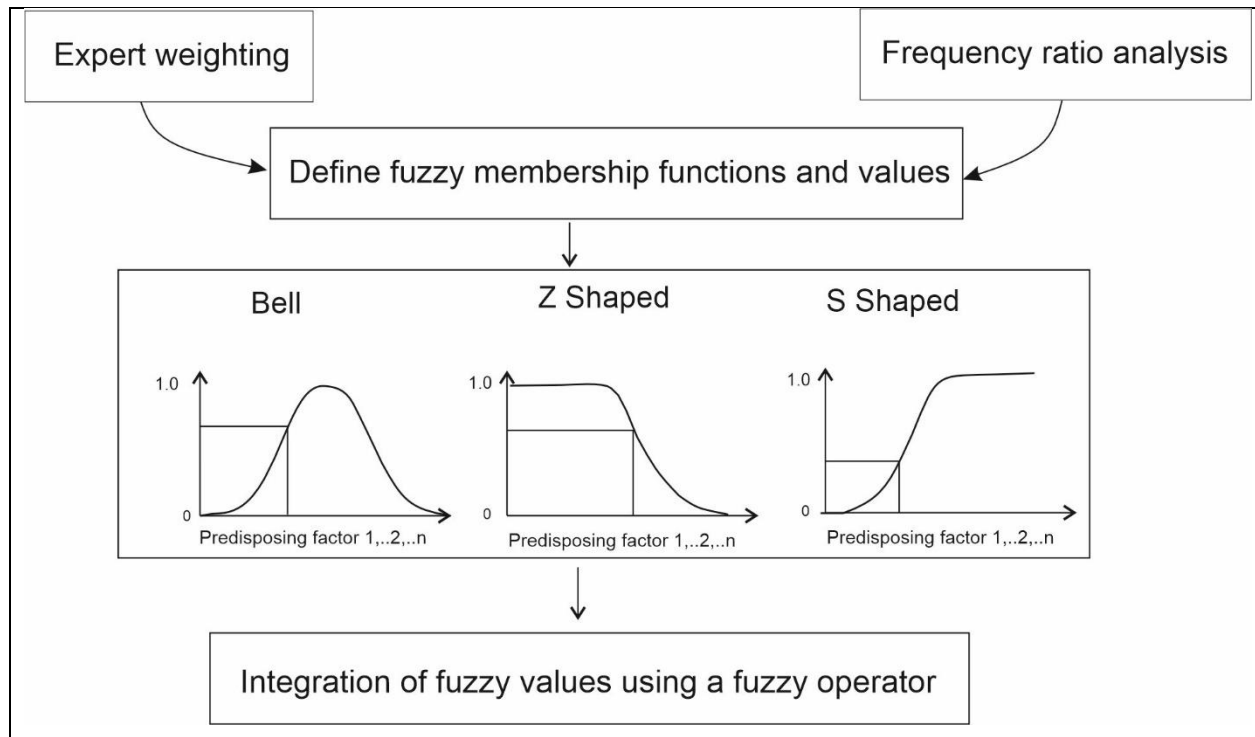 Expert weighting
Frequency ratio analysis
Define fuzzy membership functions and values
Bell
Z Shaped
S Shaped
1.0
0
Predisposing factor 1,..2,..n
1.0
0
Predisposing factor 1,..2,..n
1.0
0
Predisposing factor 1,..2,..n
Integration of fuzzy values using a fuzzy operator